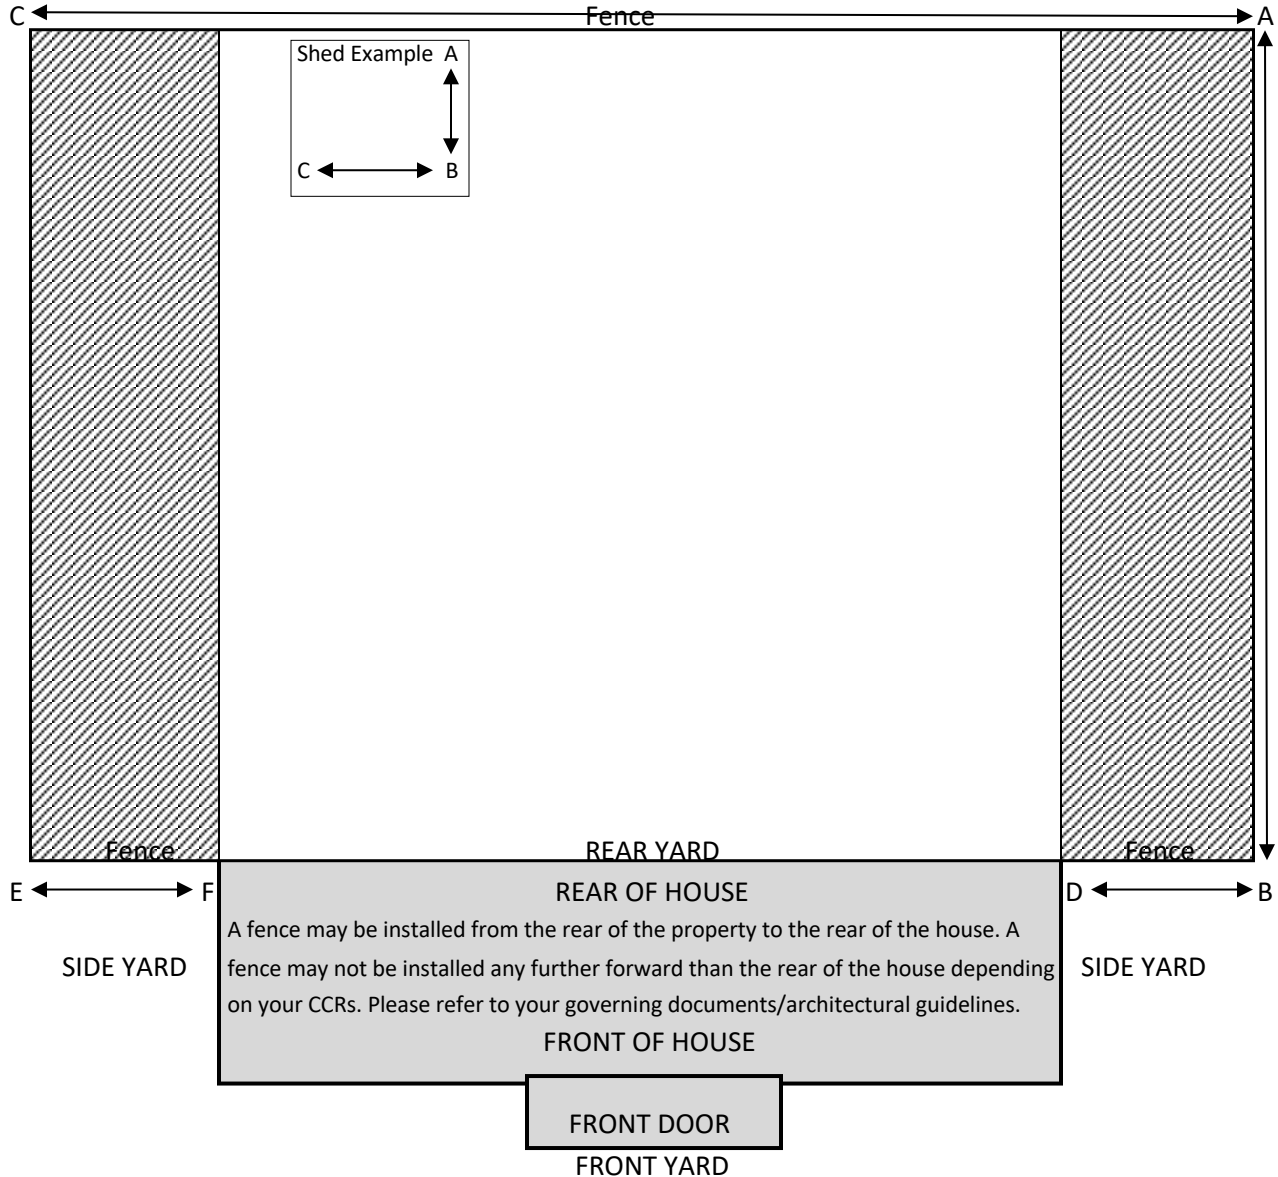 C Fence A
Shed Example A
C B
Fence REAR YARD Fence
E F REAR OF HOUSE D B
A fence may be installed from the rear of the property to the rear of the house. A
SIDE YARD fence may not be installed any further forward than the rear of the house depending SIDE YARD
on your CCRs. Please refer to your governing documents/architectural guidelines.
FRONT OF HOUSE
FRONT DOOR
FRONT YARD